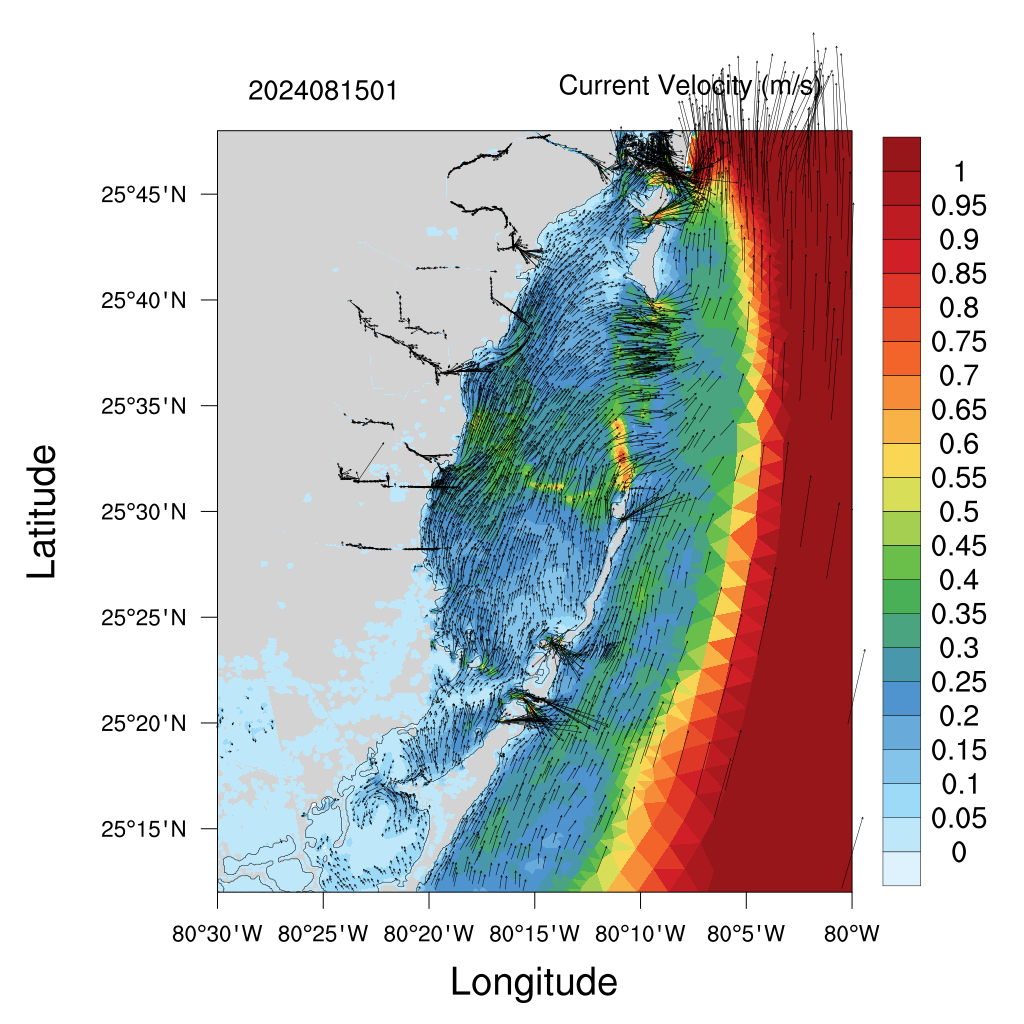 2024081501
Current Velocity (m/s)
Latitude
25°45'N
25°40'N
25°35'N
25°30'N
25°25'N
25°20'N
25°15'N
80°30'W 80°25'W 80°20'W 80°15'W 80°10'W 80°5'W 80°W
Longitude
1
0.95
0.9
0.85
0.8
0.75
0.7
0.65
0.6
0.55
0.5
0.45
0.4
0.35
0.3
0.25
0.2
0.15
0.1
0.05
0